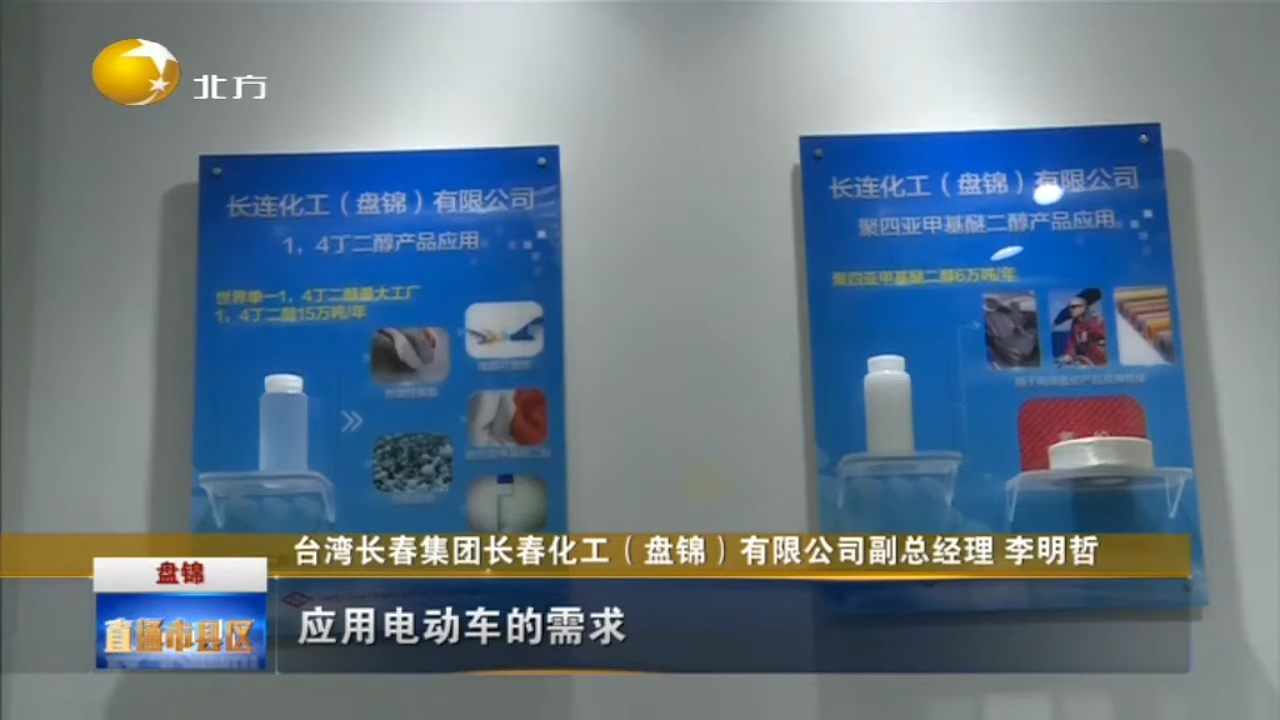 北方
长连化工（盘锦）有限公司
1，4丁二醇产品应用
世界单一1，4丁二醇最大工厂
1，4丁二醇15万吨/年
长连化工（盘锦）有限公司
聚四亚甲基醚二醇产品应用
聚四亚甲基醚二醇6万吨/年
台湾长春集团长春化工（盘锦）有限公司副总经理 李明哲
盘锦
直通市县区
应用电动车的需求